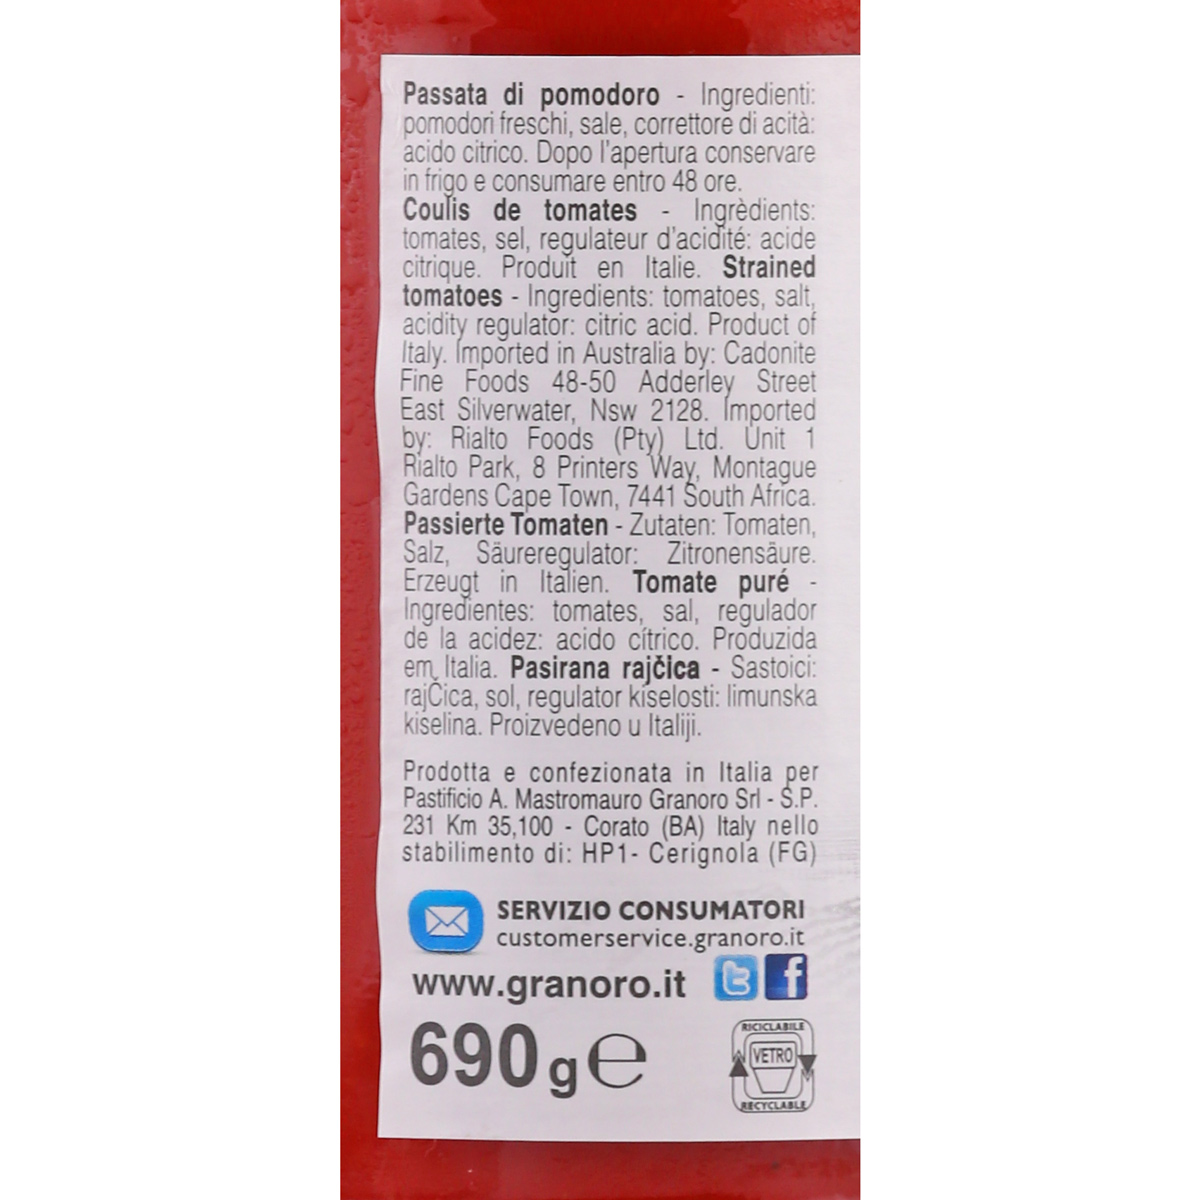 Passata di pomodoro - Ingredienti:
pomodori freschi, sale, correttore di acità:
acido citrico. Dopo l'apertura conservare
in frigo e consumare entro 48 ore.
Coulis de tomates - Ingrèdients:
tomates, sel, regulateur d'acidité: acide
citrique. Produit en Italie. Strained
tomatoes - Ingredients: tomatoes, salt,
acidity regulator: citric acid. Product of
Italy. Imported in Australia by: Cadonite
Fine Foods 48-50 Adderley Street
East Silverwater, Nsw 2128. Imported
by: Rialto Foods (Pty) Ltd. Unit 1
Rialto Park, 8 Printers Way, Montague
Gardens Cape Town, 7441 South Africa.
Passierte Tomaten - Zutaten: Tomaten,
Salz, Säureregulator: Zitronensäure.
Erzeugt in Italien. Tomate puré -
Ingredientes: tomates, sal, regulador
de la acidez: acido cítrico. Produzida
em Italia. Pasirana rajčica - Sastoici:
rajČica, sol, regulator kiselosti: limunska
kiselina. Proizvedeno u Italiji.
Prodotta e confezionata in Italia per
Pastificio A. Mastromauro Granoro Srl - S.P.
231 Km 35,100 - Corato (BA) Italy nello
stabilimento di: HP1- Cerignola (FG)
SERVIZIO CONSUMATORI
customerservice.granoro.it
www.granoro.it
690 g ℮
RICICLABILE
VETRO
RECYCLABLE